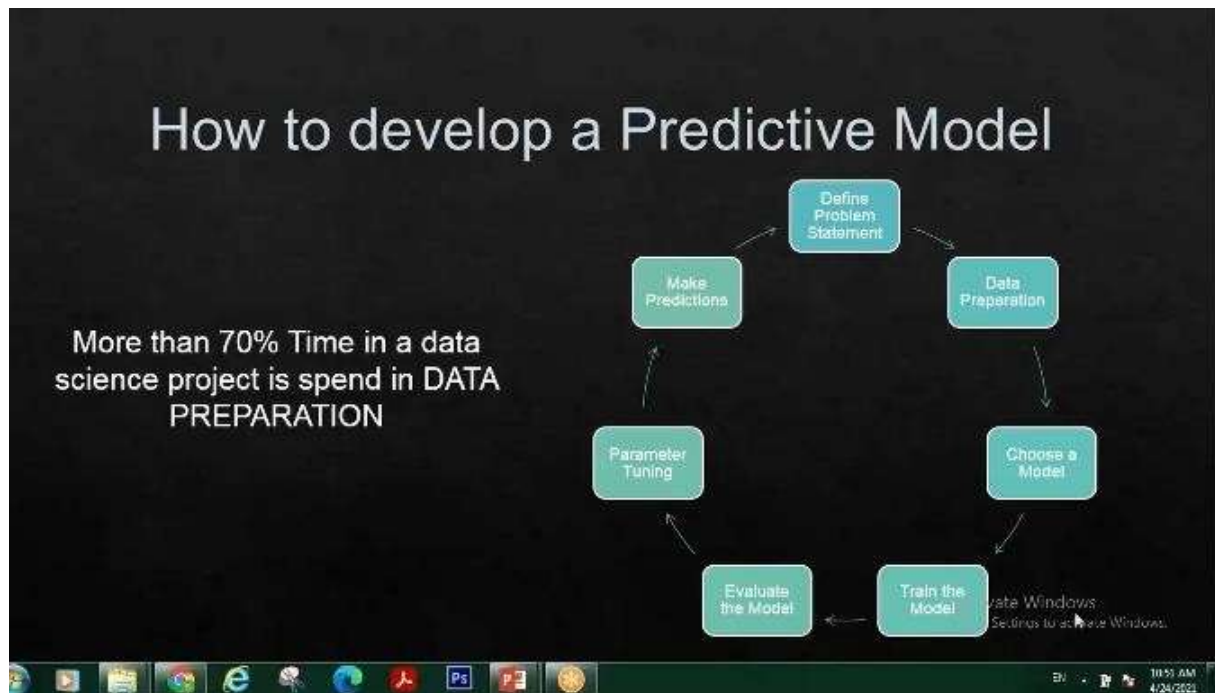 How to develop a Predictive Model
Define
Problem
Statement
Data
Preparation
Choose a
Model
Train the
Model
Evaluate
the Model
Parameter
Tuning
Make
Predictions
More than 70% Time in a data
science project is spend in DATA
PREPARATION
vate Windows
Settings to activate Windows.
Ps
EN
10:51 AM
4/24/2021